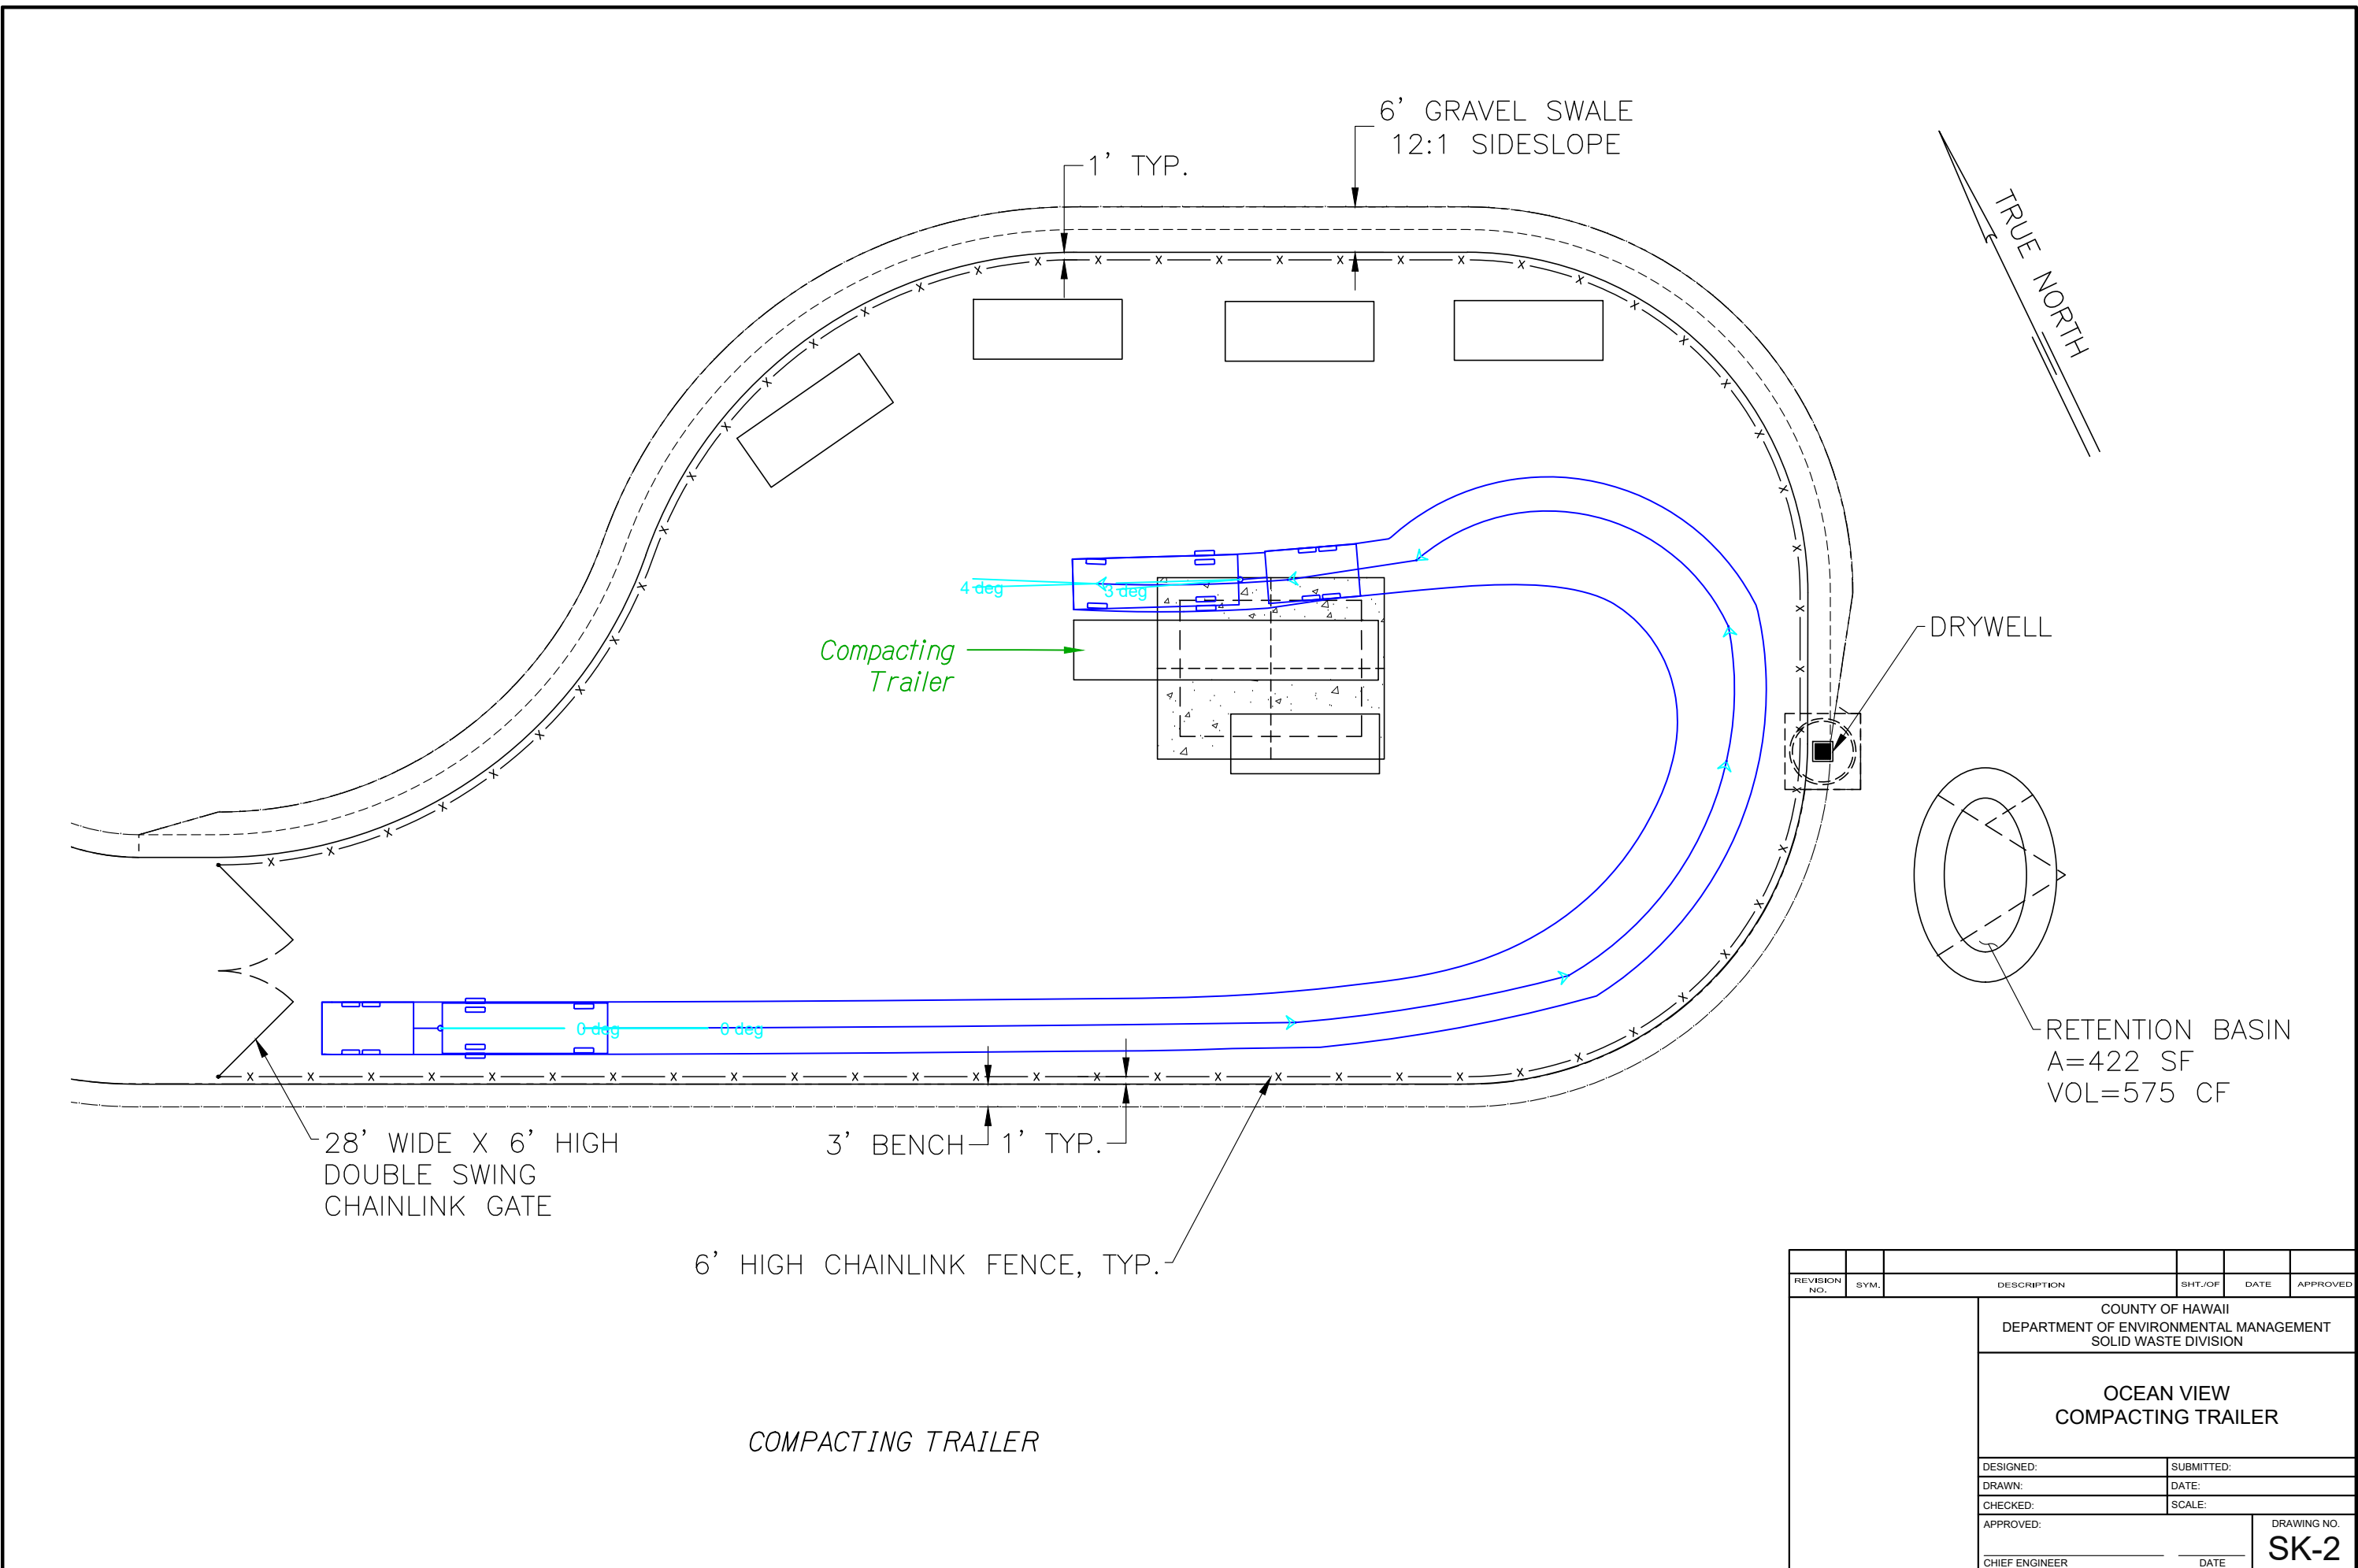 6' GRAVEL SWALE
12:1 SIDESLOPE
1' TYP.
TRUE NORTH
4 deg
3 deg
Compacting
Trailer
DRYWELL
0 deg
0 deg
RETENTION BASIN
A=422 SF
VOL=575 CF
28' WIDE X 6' HIGH
DOUBLE SWING
CHAINLINK GATE
3' BENCH
1' TYP.
6' HIGH CHAINLINK FENCE, TYP.
COMPACTING TRAILER
REVISION
NO.
SYM.
DESCRIPTION
SHT./OF
DATE
APPROVED
COUNTY OF HAWAII
DEPARTMENT OF ENVIRONMENTAL MANAGEMENT
SOLID WASTE DIVISION
OCEAN VIEW
COMPACTING TRAILER
DESIGNED:
SUBMITTED:
DRAWN:
DATE:
CHECKED:
SCALE:
APPROVED:
DRAWING NO.
SK-2
CHIEF ENGINEER
DATE